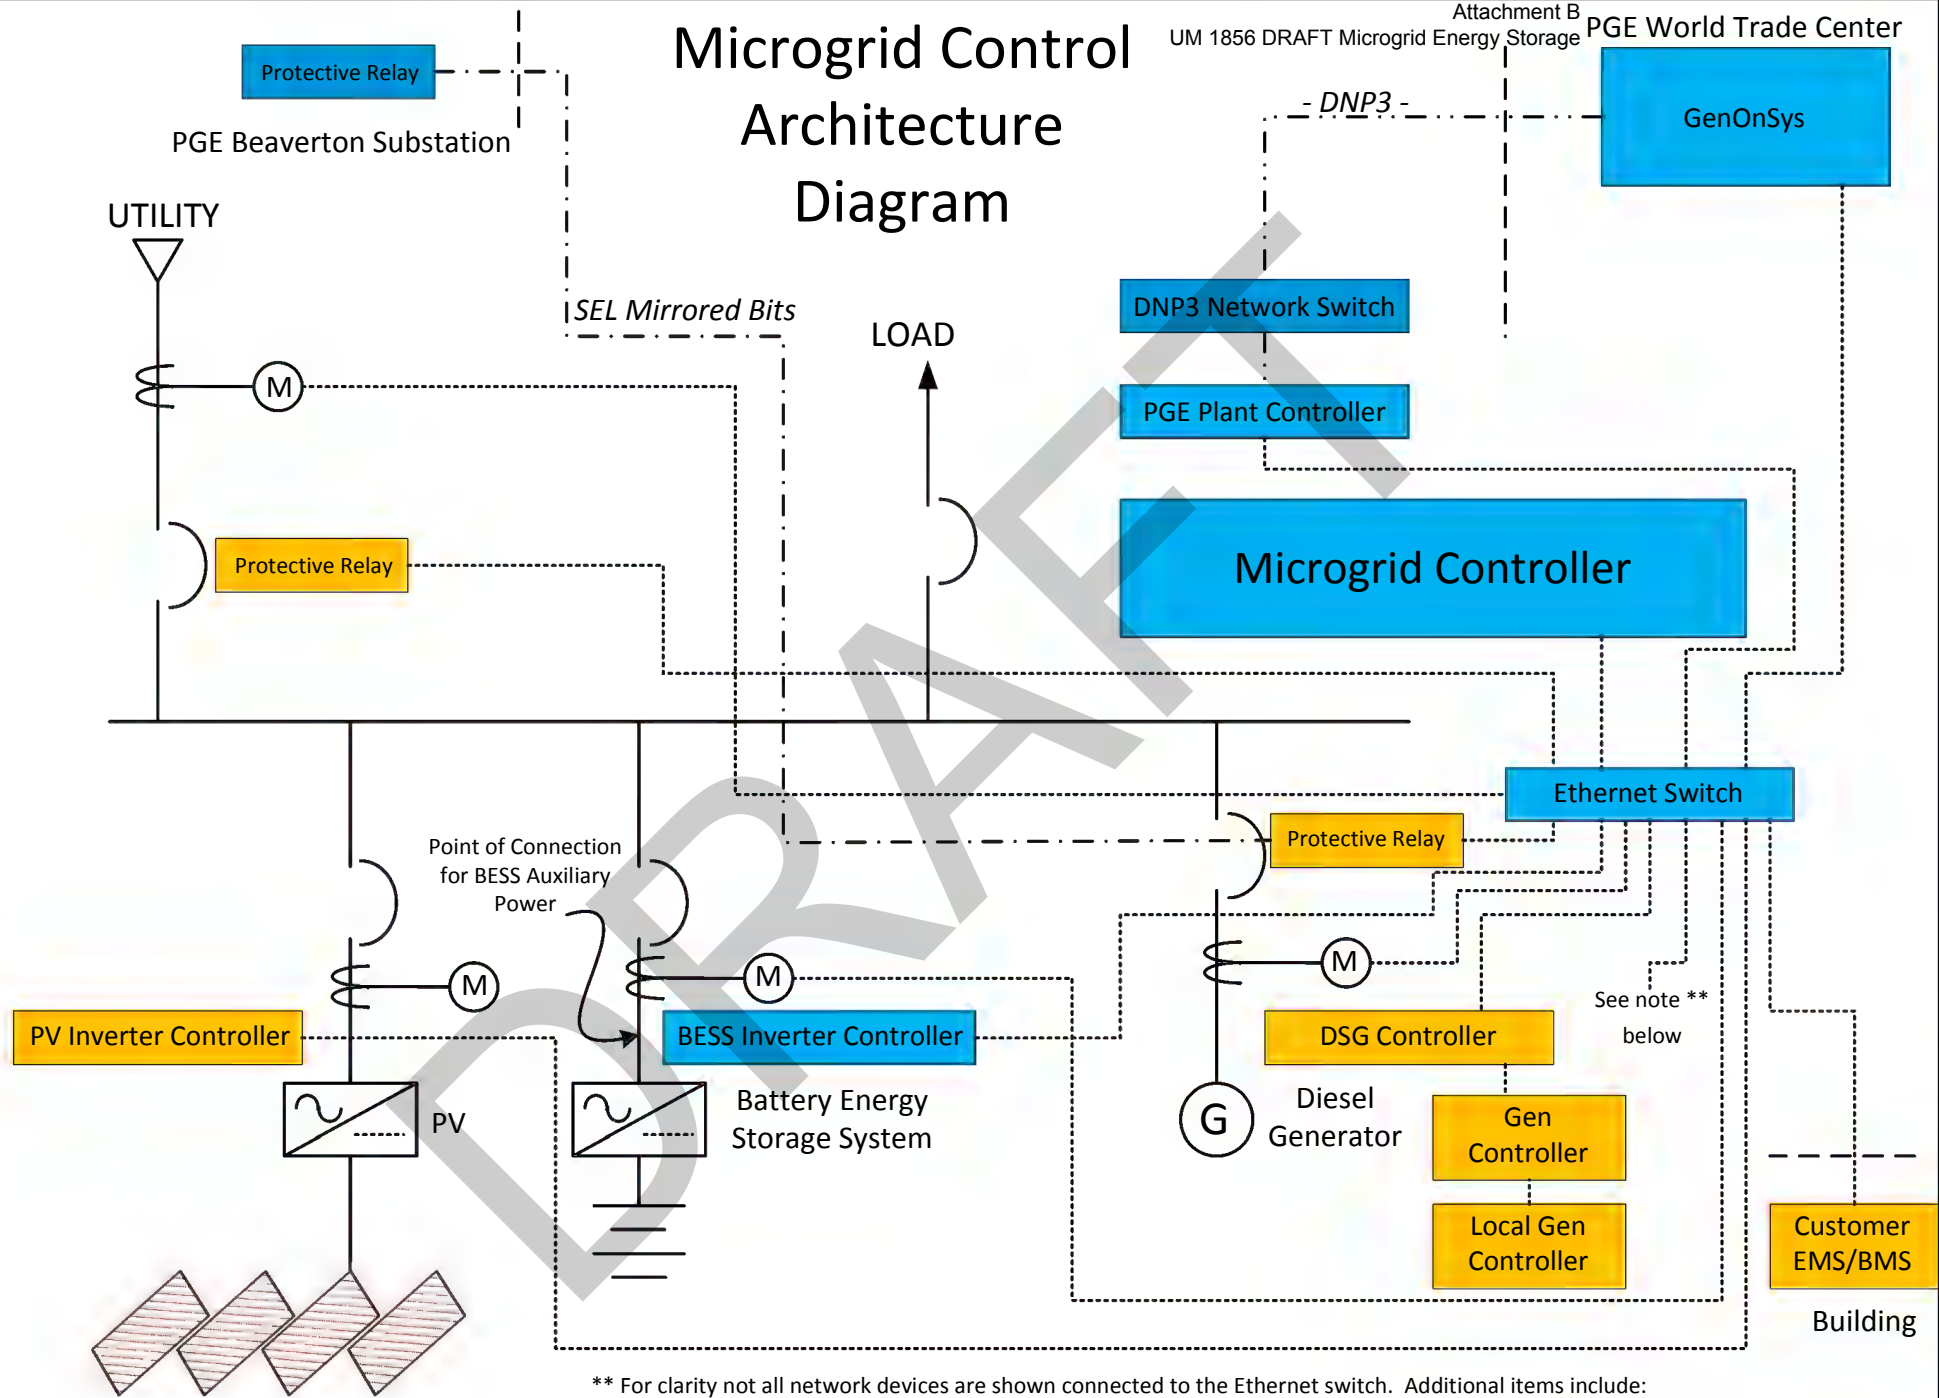 Attachment B
UM 1856 DRAFT Microgrid Energy Storage
Microgrid Control
Architecture
Diagram
PGE World Trade Center
Protective Relay
PGE Beaverton Substation
- DNP3 -
GenOnSys
UTILITY
SEL Mirrored Bits
LOAD
DNP3 Network Switch
M
PGE Plant Controller
Protective Relay
Microgrid Controller
Ethernet Switch
Protective Relay
Point of Connection
for BESS Auxiliary
Power
M
M
M
See note **
below
PV Inverter Controller
BESS Inverter Controller
DSG Controller
PV
Battery Energy
Storage System
G
Diesel
Generator
Gen
Controller
Local Gen
Controller
Customer
EMS/BMS
Building
DRAFT
** For clarity not all network devices are shown connected to the Ethernet switch. Additional items include: